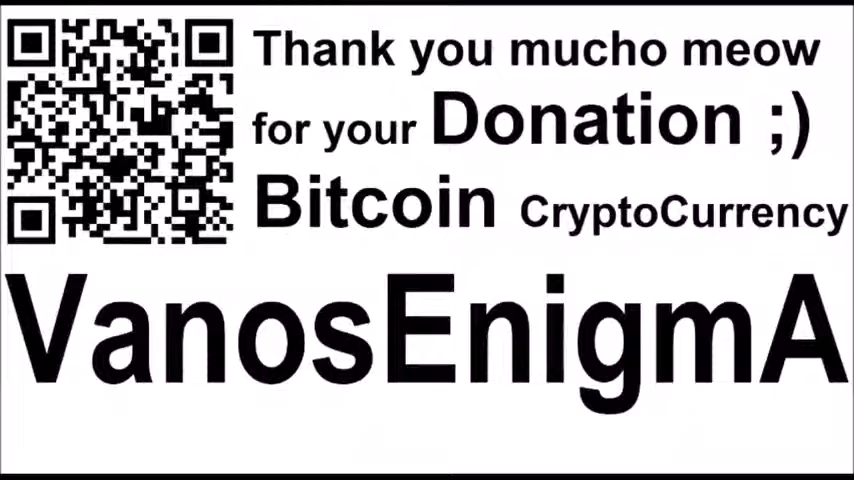 Thank you mucho meow
for your Donation ;)
Bitcoin CryptoCurrency
VanosEnigmA